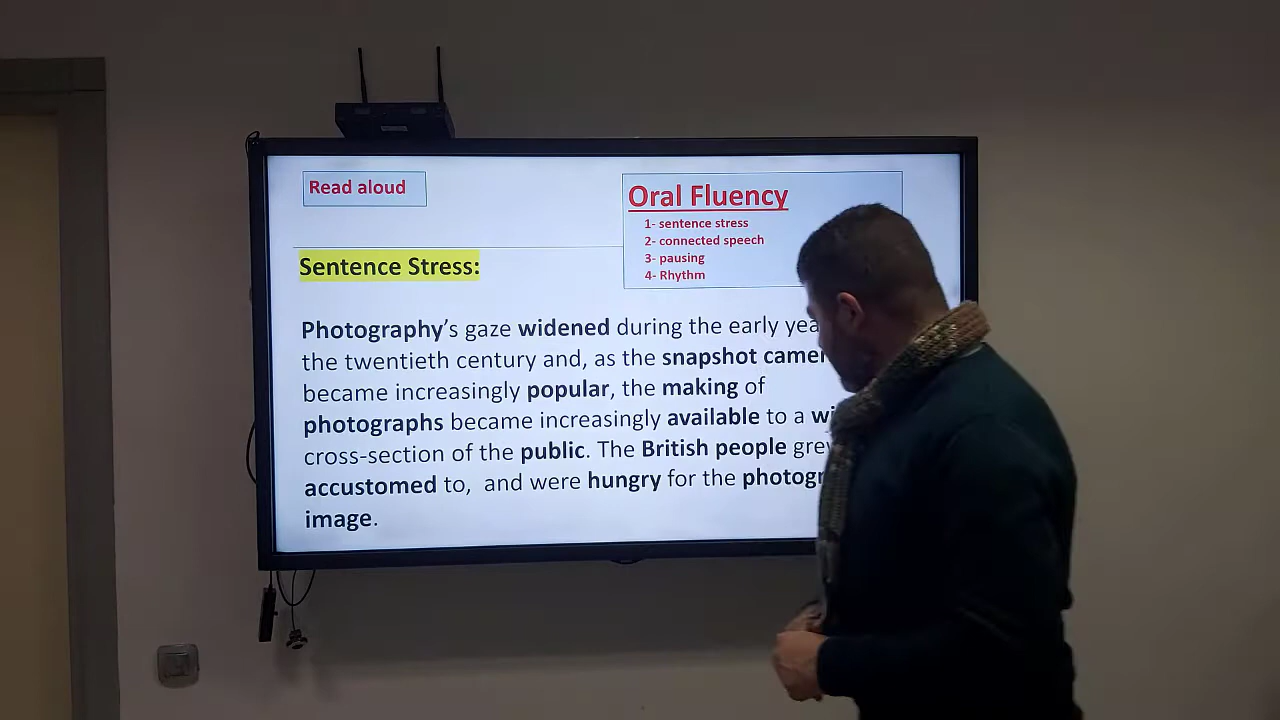 Read aloud
Oral Fluency
1- sentence stress
2- connected speech
3- pausing
4- Rhythm
Sentence Stress:
Photography's gaze widened during the early
the twentieth century and, as the snapshot
became increasingly popular, the making of
photographs became increasingly available to a
cross-section of the public. The British people
accustomed to, and were hungry for the
image.